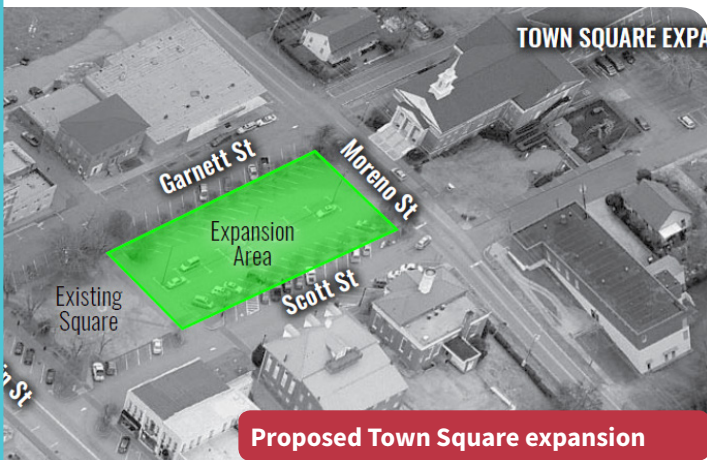 TOWN SQUARE EXPA
Garnett St
Moreno St
Expansion
Area
Scott St
Existing
Square
St
Proposed Town Square expansion